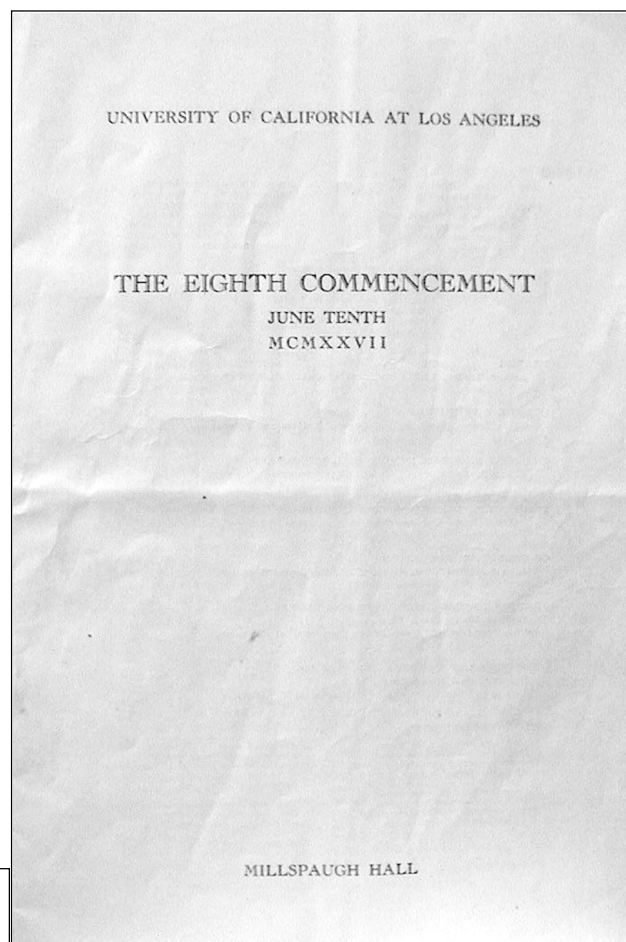 UNIVERSITY OF CALIFORNIA AT LOS ANGELES
THE EIGHTH COMMENCEMENT
JUNE TENTH
MCMXXVII
MILLSPAUGH HALL